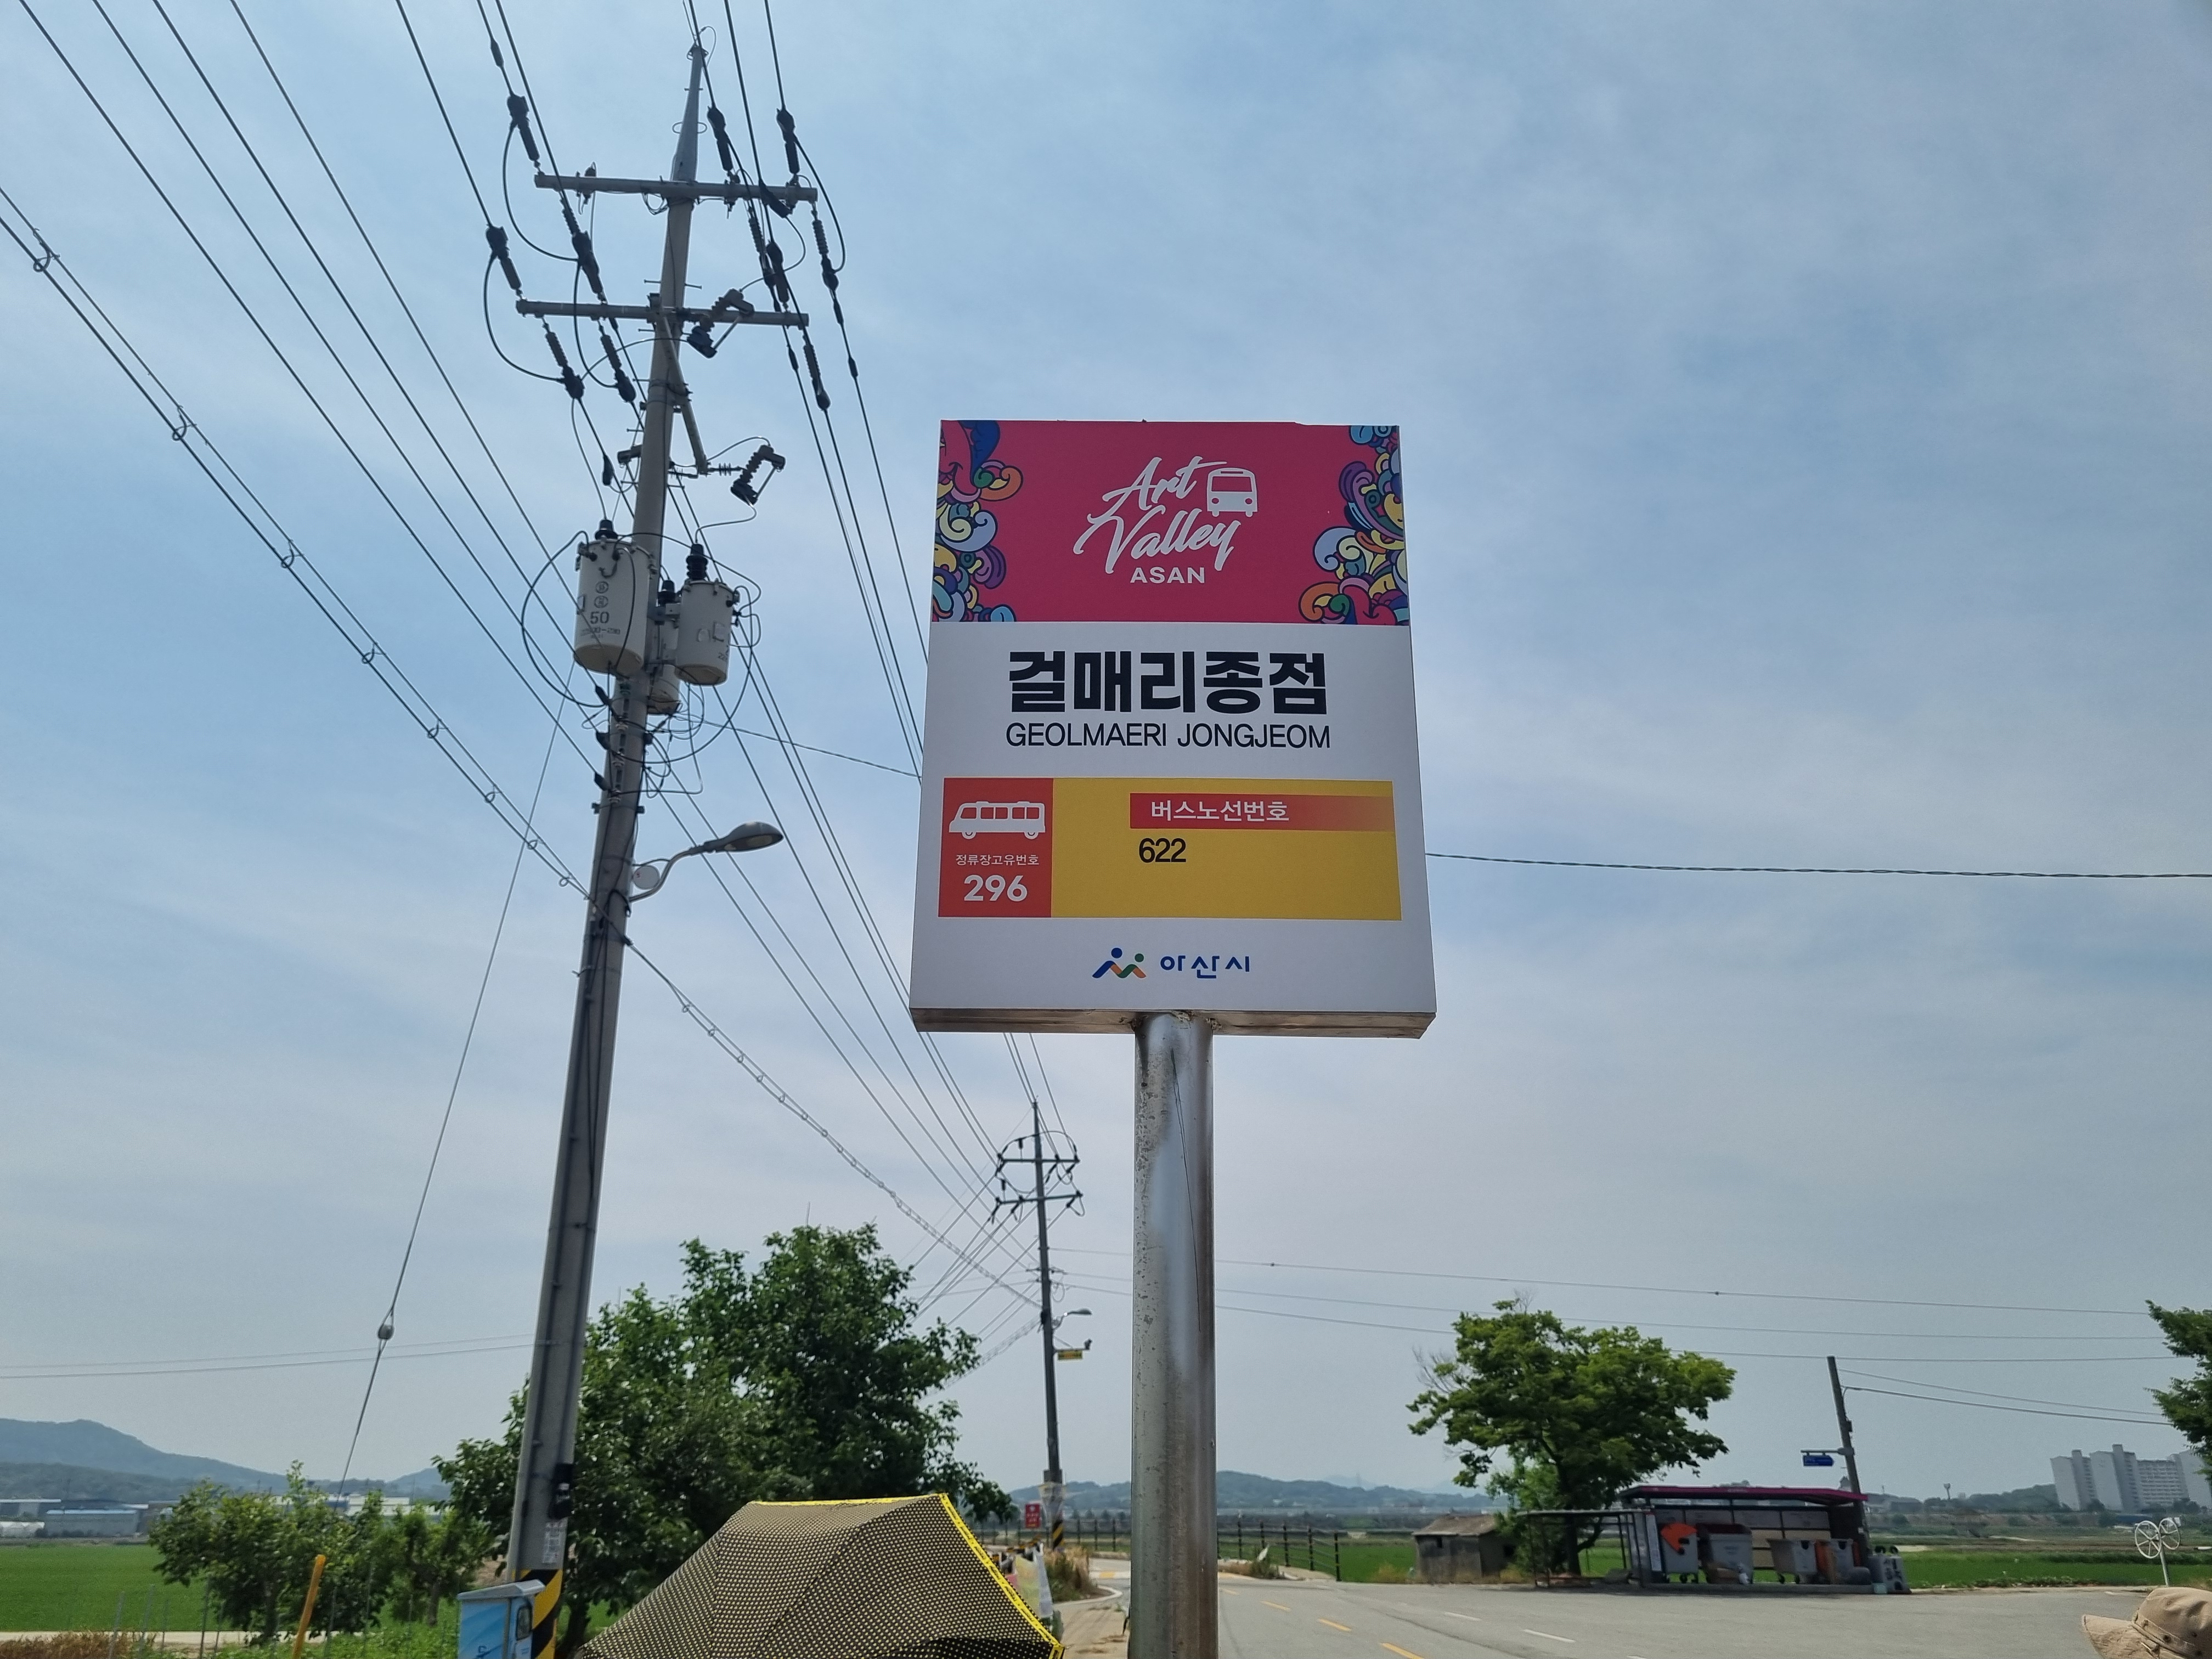 Art
Valley
ASAN
걸매리종점
GEOLMAERI JONGJEOM
버스노선번호
622
정류장고유번호
296
아산시
50